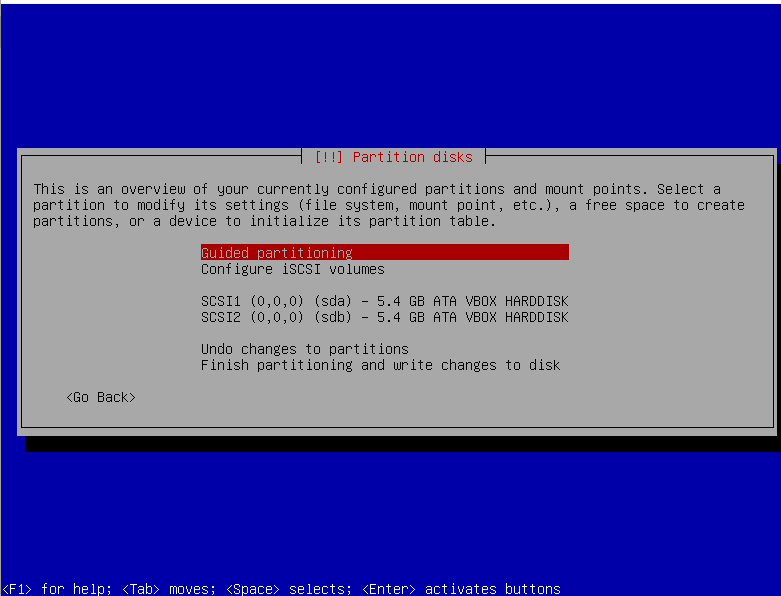 [!!] Partition disks
This is an overview of your currently configured partitions and mount points. Select a
partition to modify its settings (file system, mount point, etc.), a free space to create
partitions, or a device to initialize its partition table.
Guided partitioning
Configure iSCSI volumes
SCSI1 (0,0,0) (sda) - 5.4 GB ATA VBOX HARDDISK
SCSI2 (0,0,0) (sdb) - 5.4 GB ATA VBOX HARDDISK
Undo changes to partitions
Finish partitioning and write changes to disk
<Go Back>
<F1> for help; <Tab> moves; <Space> selects; <Enter> activates buttons